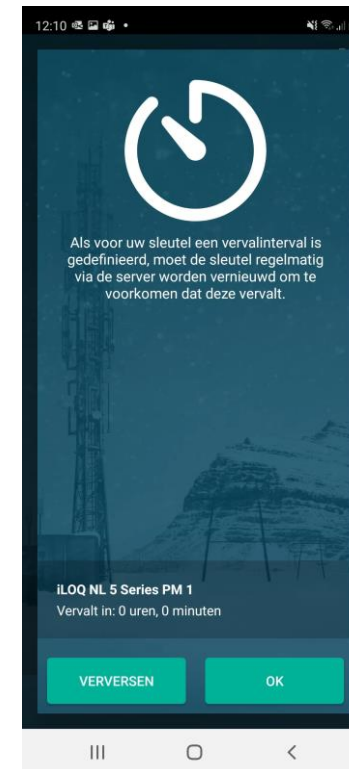 12:10
Als voor uw sleutel een vervalinterval is
gedefinieerd, moet de sleutel regelmatig
via de server worden vernieuwd om te
voorkomen dat deze vervalt.
iLOQ NL 5 Series PM 1
Vervalt in: 0 uren, 0 minuten
VERVERSEN OK